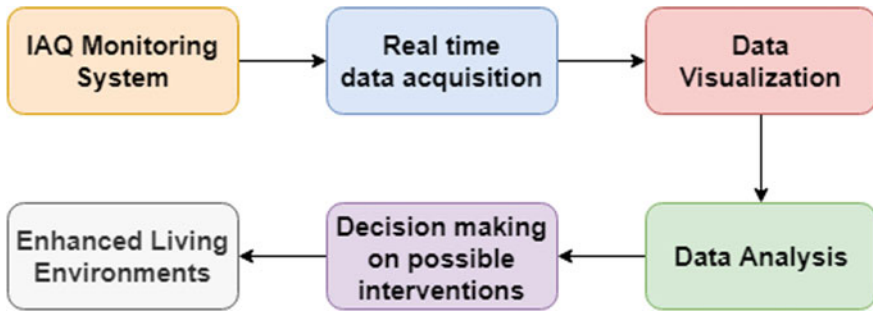 IAQ Monitoring
System
Real time
data acquisition
Data
Visualization
Enhanced Living
Environments
Decision making
on possible
interventions
Data Analysis